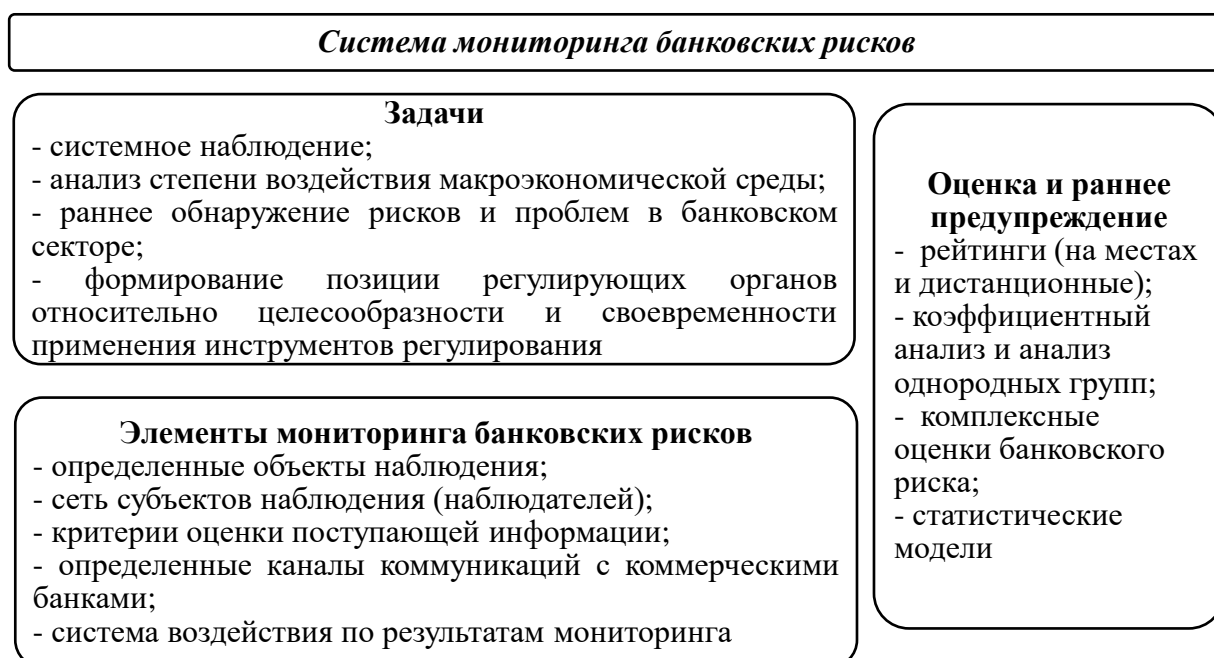 Система мониторинга банковских рисков
Задачи
- системное наблюдение;
- анализ степени воздействия макроэкономической среды;
- раннее обнаружение рисков и проблем в банковском
секторе;
- формирование позиции регулирующих органов
относительно целесообразности и своевременности
применения инструментов регулирования
Элементы мониторинга банковских рисков
- определенные объекты наблюдения;
- сеть субъектов наблюдения (наблюдателей);
- критерии оценки поступающей информации;
- определенные каналы коммуникаций с коммерческими
банками;
- система воздействия по результатам мониторинга
Оценка и раннее
предупреждение
- рейтинги (на местах
и дистанционные);
- коэффициентный
анализ и анализ
однородных групп;
- комплексные
оценки банковского
риска;
- статистические
модели